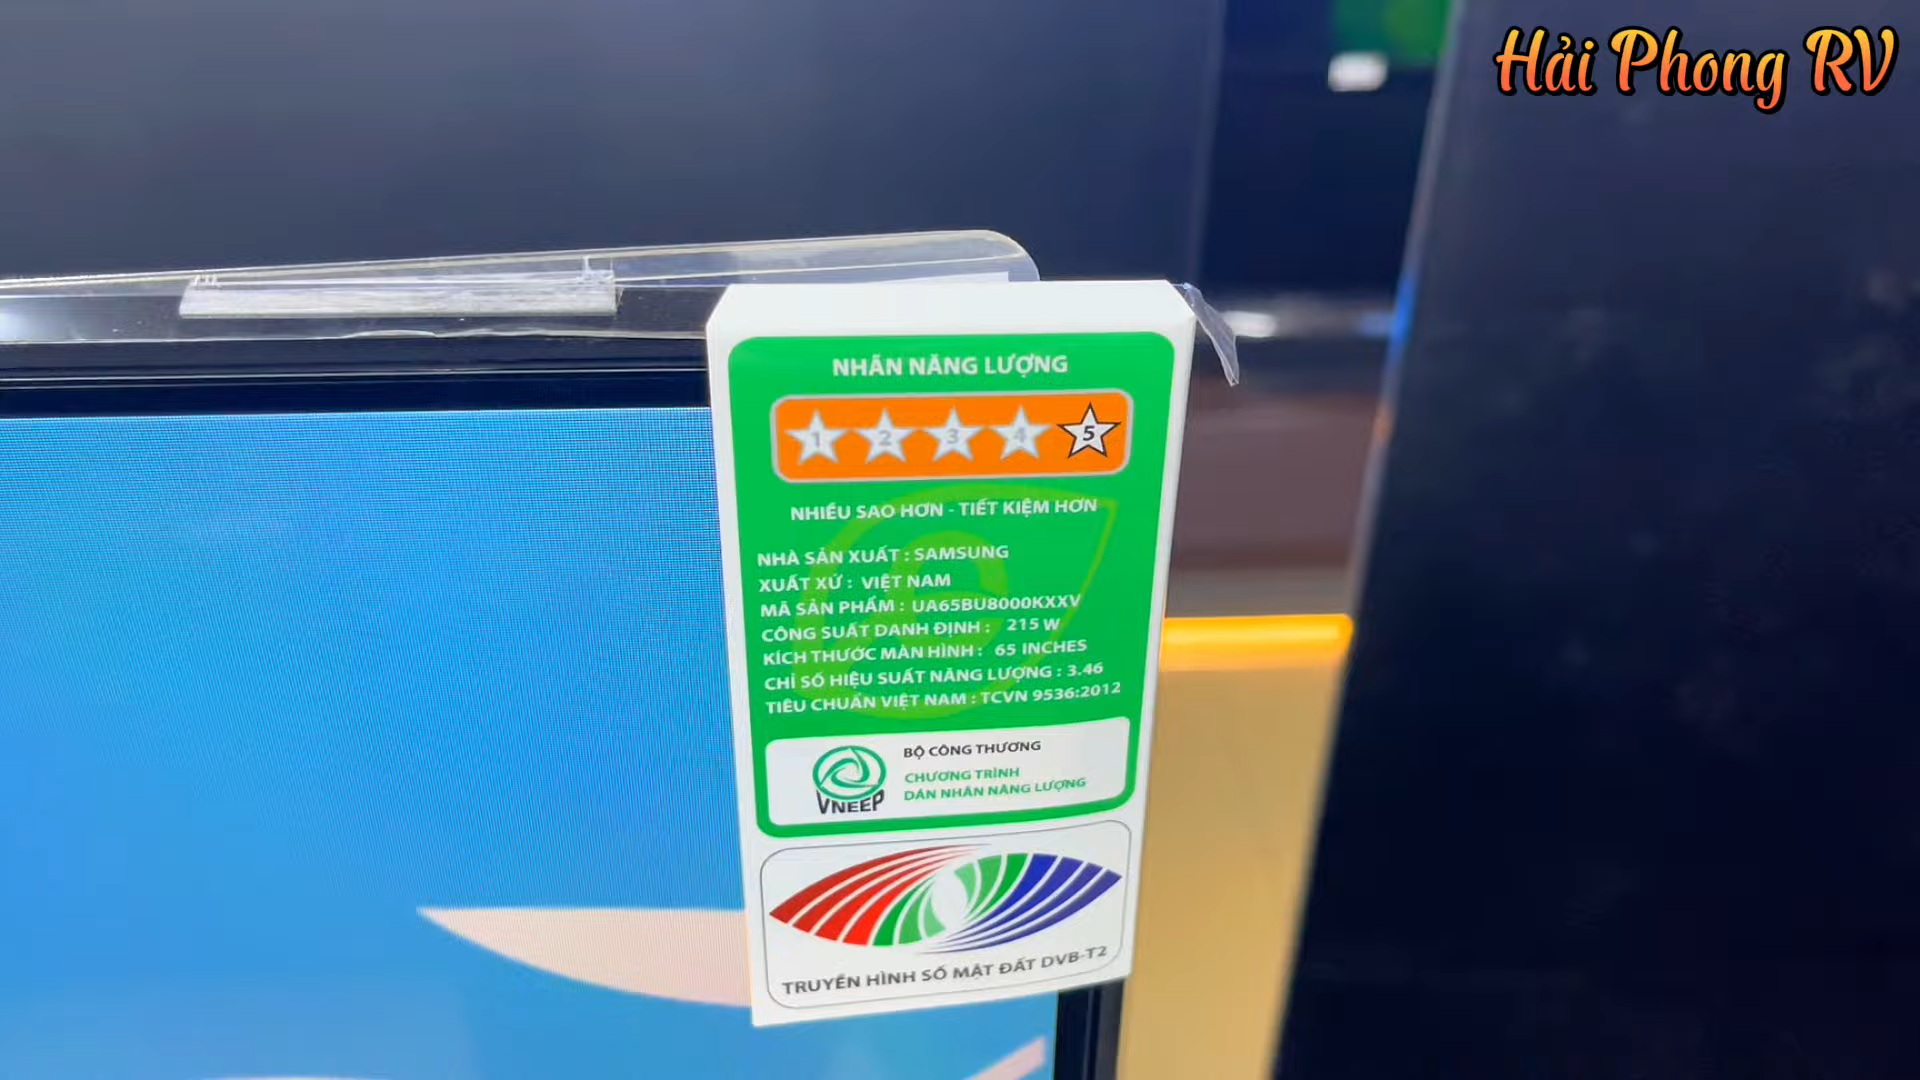 Hải Phong RV
NHÃN NĂNG LƯỢNG
1 2 3 4 5
NHIỀU SAO HƠN - TIẾT KIỆM HƠN
NHÀ SẢN XUẤT : SAMSUNG
XUẤT XỨ : VIỆT NAM
MÃ SẢN PHẨM : UA65BU8000KXXV
CÔNG SUẤT DANH ĐỊNH : 215 W
KÍCH THƯỚC MÀN HÌNH : 65 INCHES
CHỈ SỐ HIỆU SUẤT NĂNG LƯỢNG : 3.46
TIÊU CHUẨN VIỆT NAM : TCVN 9536:2012
BỘ CÔNG THƯƠNG
CHƯƠNG TRÌNH
DÁN NHÃN NĂNG LƯỢNG
VNEEP
TRUYỀN HÌNH SỐ MẶT ĐẤT DVB-T2